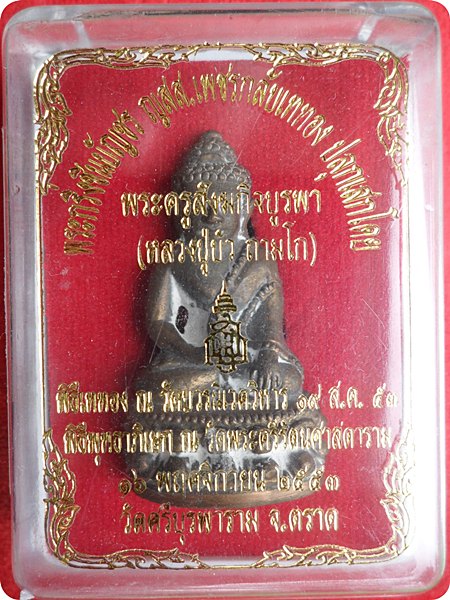 พระกริ่งชินบัญชร ญสส.เพชรกลับเททอง ปลุกเสกโดย
พระครูสังฆกิจบูรพา
(หลวงปู่บัว ถามโก)
พิธีเททอง ณ วัดบวรนิเวศวิหาร ๑๙ ส.ค. ๕๓
พิธีพุทธาภิเษก ณ วัดพระศรีรัตนศาสดาราม
๑๖ พฤศจิกายน ๒๕๕๓
วัดศรีบุรพาราม จ.ตราด